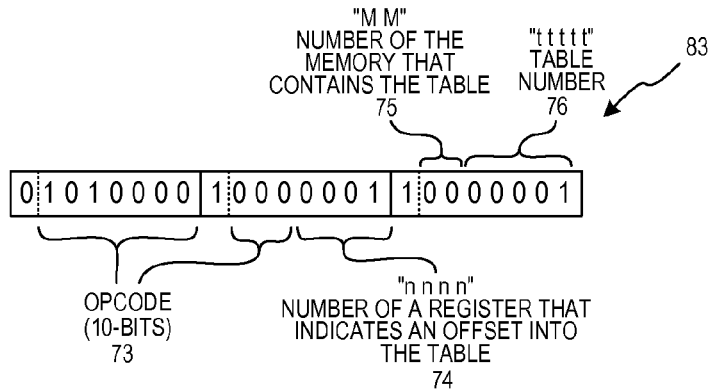 "M M"
NUMBER OF THE
MEMORY THAT
CONTAINS THE TABLE
75
"t t t t t"
TABLE
NUMBER
76
83
0 1 0 1 0 0 0 0 1 0 0 0 0 0 0 1 1 0 0 0 0 0 0 1
OPCODE
(10-BITS)
73
"n n n n"
NUMBER OF A REGISTER THAT
INDICATES AN OFFSET INTO
THE TABLE
74